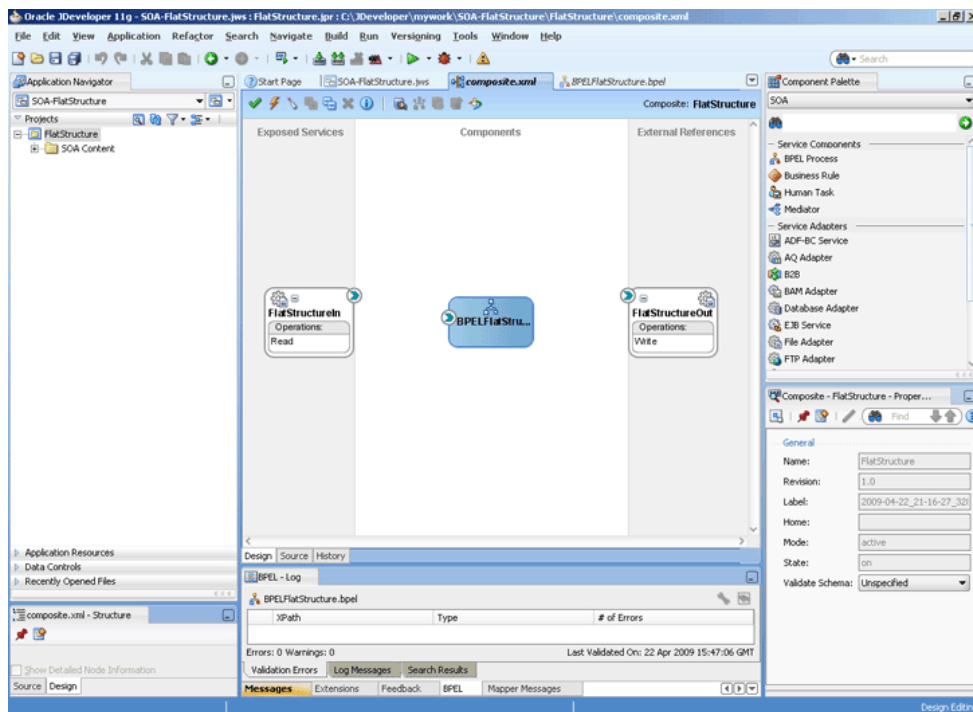 Oracle JDeveloper 11g - SOA-FlatStructure.jws : FlatStructure.jpr : C:\JDeveloper\mywork\SOA-FlatStructure\FlatStructure\composite.xml
File Edit View Application Refactor Search Navigate Build Run Versioning Tools Window Help
Search
Application Navigator
SOA-FlatStructure
Projects
FlatStructure
SOA Content
Application Resources
Data Controls
Recently Opened Files
composite.xml - Structure
Show Detailed Node Information
Source Design
Start Page SOA-FlatStructure.jws composite.xml BPELFlatStructure.bpel
Composite: FlatStructure
Exposed Services Components External References
FlatStructureIn
Operations:
Read
BPELFlatStru...
FlatStructureOut
Operations:
Write
Design Source History
BPEL - Log
BPELFlatStructure.bpel
XPath Type # of Errors
Errors: 0 Warnings: 0 Last Validated On: 22 Apr 2009 15:47:06 GMT
Validation Errors Log Messages Search Results
Messages Extensions Feedback BPEL Mapper Messages
Component Palette
SOA
Service Components
BPEL Process
Business Rule
Human Task
Mediator
Service Adapters
ADF-BC Service
AQ Adapter
B2B
BAM Adapter
Database Adapter
EJB Service
File Adapter
FTP Adapter
Composite - FlatStructure - Proper...
Find
General
Name: FlatStructure
Revision: 1.0
Label: 2009-04-22_21-16-27_32
Home:
Mode: active
State: on
Validate Schema: Unspecified
Design Editin